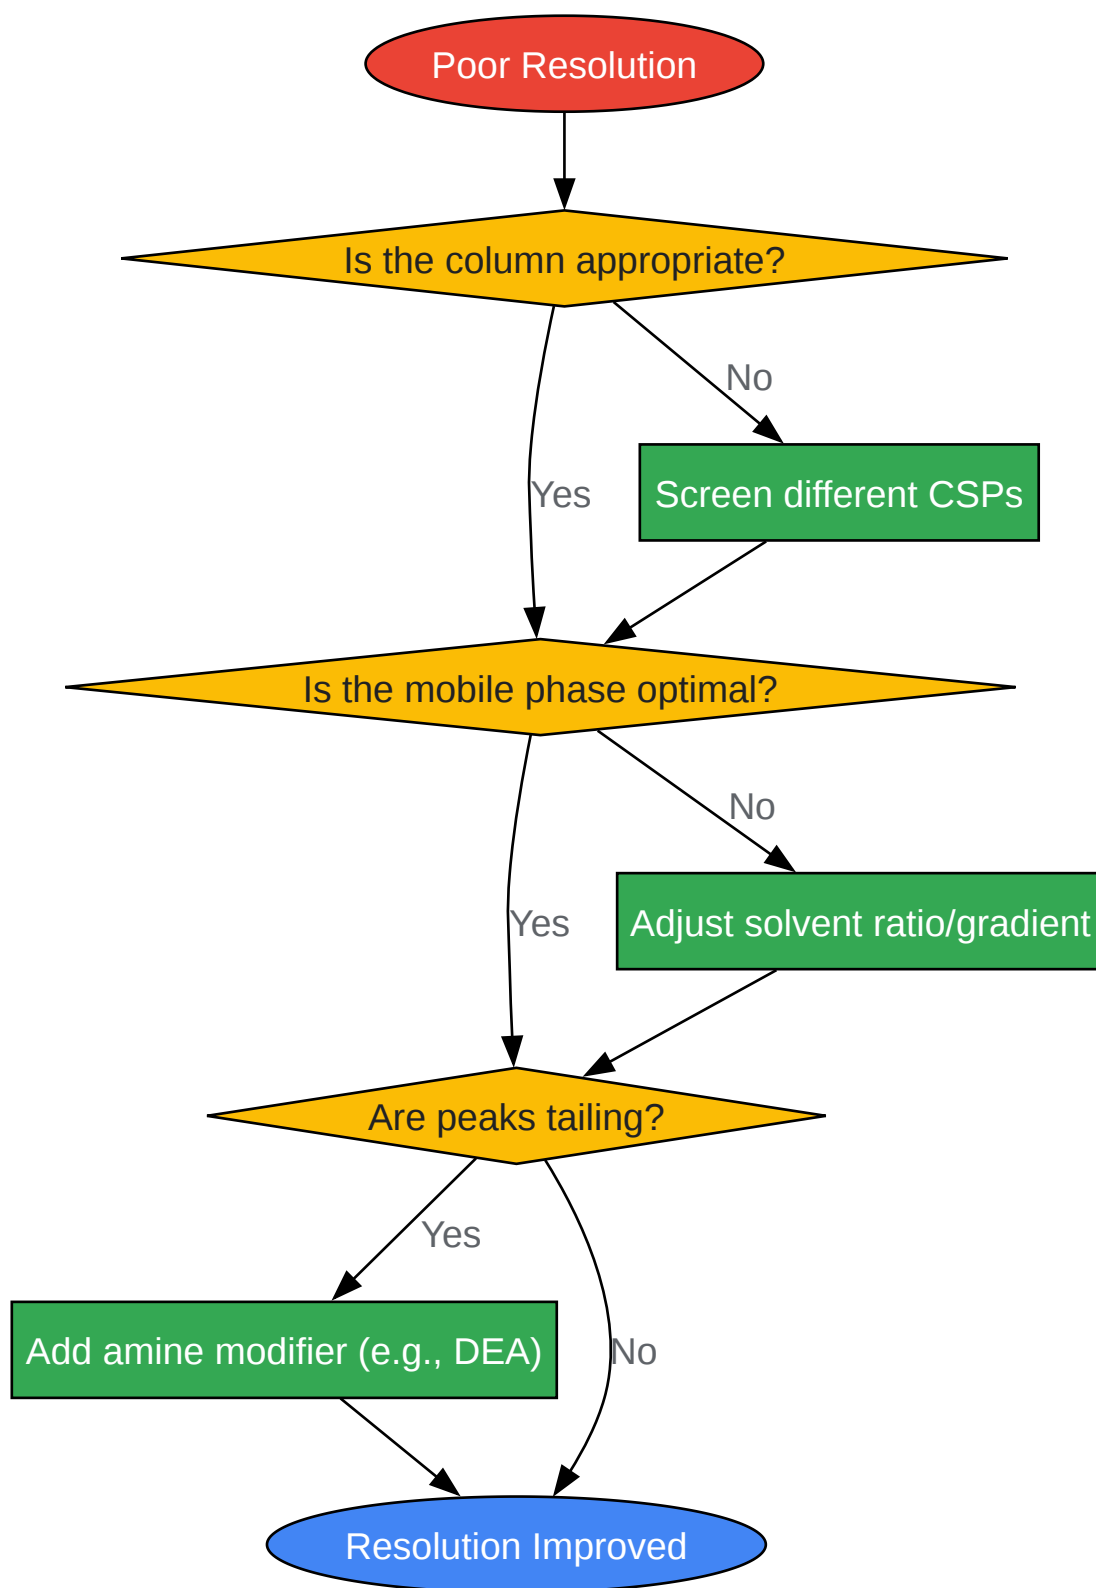 Poor Resolution
Is the column appropriate?
No
Yes
Screen different CSPs
Is the mobile phase optimal?
No
Yes
Adjust solvent ratio/gradient
Are peaks tailing?
Yes
Add amine modifier (e.g., DEA)
No
Resolution Improved